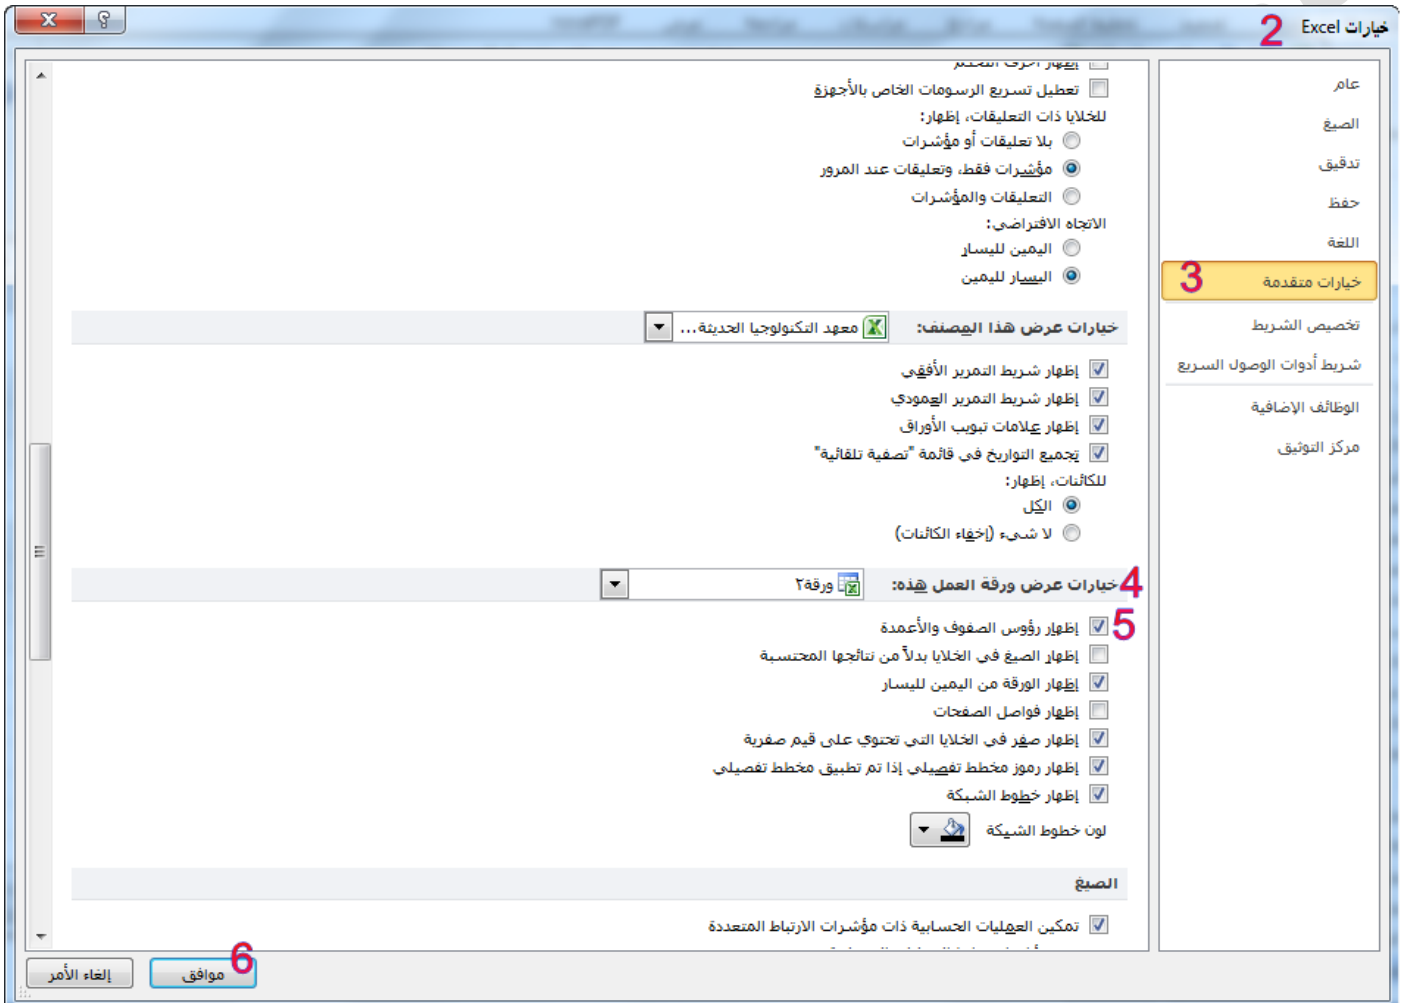 خيارات Excel 2
عام
الصيغ
تدقيق
حفظ
اللغة
خيارات متقدمة 3
تخصيص الشريط
شريط أدوات الوصول السريع
الوظائف الإضافية
مركز التوثيق
إظهار أحرف التحكم
تعطيل تسريع الرسومات الخاص بالأجهزة
للخلايا ذات التعليقات، إظهار:
بلا تعليقات أو مؤشرات
مؤشرات فقط، وتعليقات عند المرور
التعليقات والمؤشرات
الاتجاه الافتراضي:
اليمين لليسار
اليسار لليمين
خيارات عرض هذا المصنف: معهد التكنولوجيا الحديثة...
إظهار شريط التمرير الأفقي
إظهار شريط التمرير العمودي
إظهار علامات تبويب الأوراق
تجميع التواريخ في قائمة "تصفية تلقائية"
للكائنات، إظهار:
الكل
لا شيء (إخفاء الكائنات)
4 خيارات عرض ورقة العمل هذه: ورقة٢
5 إظهار رؤوس الصفوف والأعمدة
إظهار الصيغ في الخلايا بدلاً من نتائجها المحتسبة
إظهار الورقة من اليمين لليسار
إظهار فواصل الصفحات
إظهار صفر في الخلايا التي تحتوي على قيم صفرية
إظهار رموز مخطط تفصيلي إذا تم تطبيق مخطط تفصيلي
إظهار خطوط الشبكة
لون خطوط الشبكة
الصيغ
تمكين العمليات الحسابية ذات مؤشرات الارتباط المتعددة
6 موافق
إلغاء الأمر